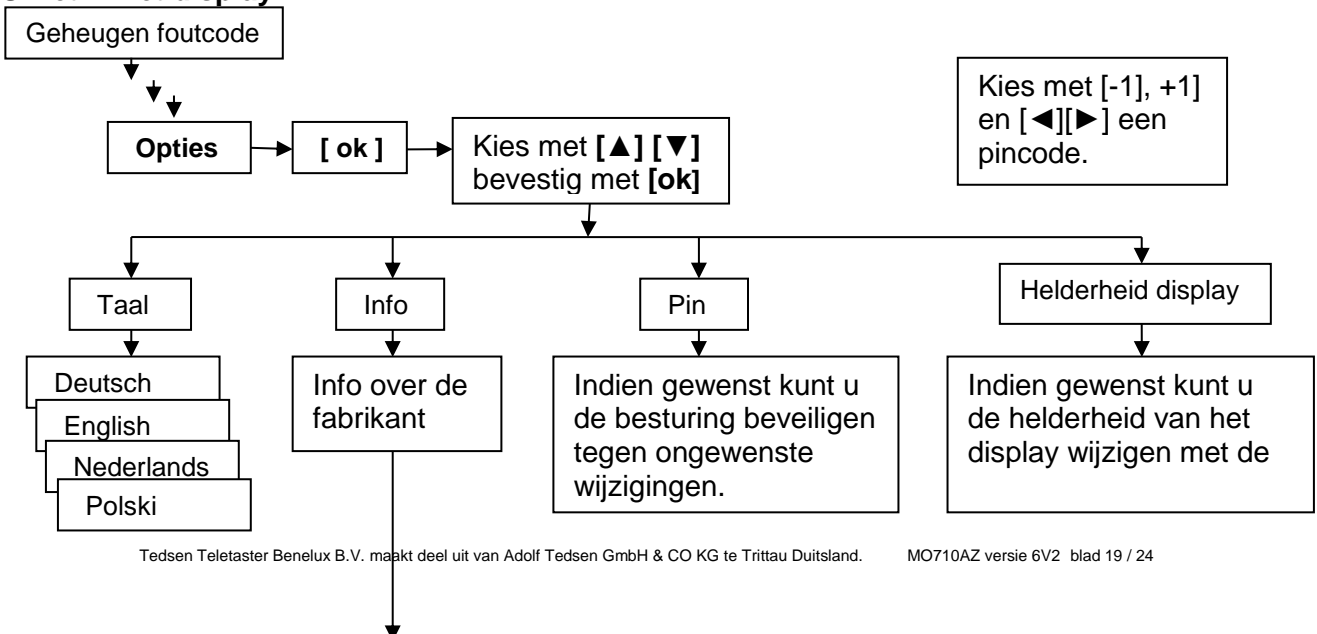 Geheugen foutcode
Opties
[ ok ]
Kies met [▲] [▼]
bevestig met [ok]
Kies met [-1], +1]
en [◄][►] een
pincode.
Taal
Info
Pin
Helderheid display
Deutsch
English
Nederlands
Polski
Info over de
fabrikant
Indien gewenst kunt u
de besturing beveiligen
tegen ongewenste
wijzigingen.
Indien gewenst kunt u
de helderheid van het
display wijzigen met de
Tedsen Teletaster Benelux B.V. maakt deel uit van Adolf Tedsen GmbH & CO KG te Trittau Duitsland. MO710AZ versie 6V2 blad 19 / 24